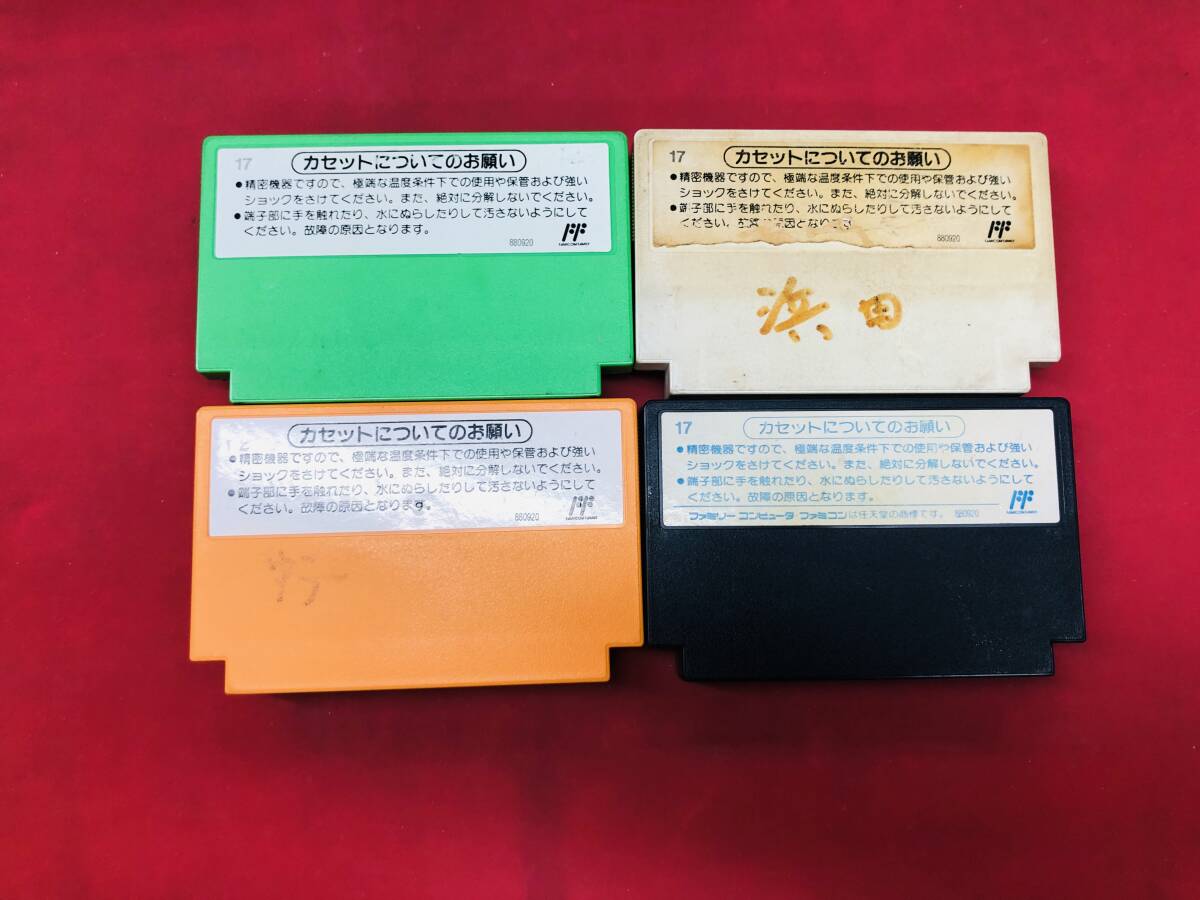 17
カセットについてのお願い
●精密機器ですので、極端な温度条件下での使用や保管および強い
ショックをさけてください。また、絶対に分解しないでください。
●端子部に手を触れたり、水にぬらしたりして汚さないようにして
ください。故障の原因となります。
880920
17
カセットについてのお願い
●精密機器ですので、極端な温度条件下での使用や保管および強い
ショックをさけてください。また、絶対に分解しないでください。
●端子部に手を触れたり、水にぬらしたりして汚さないようにして
ください。故障の原因となります。
880920
浜田
カセットについてのお願い
●精密機器ですので、極端な温度条件下での使用や保管および強い
ショックをさけてください。また、絶対に分解しないでください。
●端子部に手を触れたり、水にぬらしたりして汚さないようにして
ください。故障の原因となります。
880920
17
カセットについてのお願い
●精密機器ですので、極端な温度条件下での使用や保管および強い
ショックをさけてください。また、絶対に分解しないでください。
●端子部に手を触れたり、水にぬらしたりして汚さないようにして
ください。故障の原因となります。
ファミリーコンピュータ ファミコンは任天堂の商標です。 880920